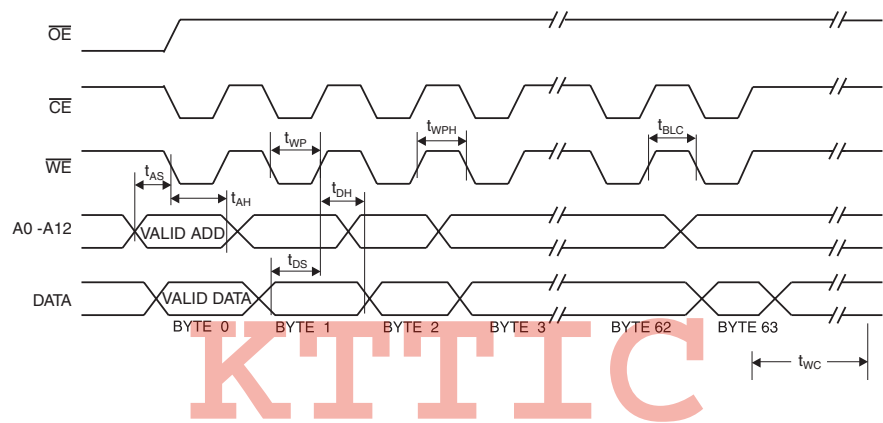 OE
CE
tWP
tWPH
tBLC
WE
tAS
tAH
tDH
A0 -A12
VALID ADD
tDS
DATA
VALID DATA
BYTE 0 BYTE 1 BYTE 2 BYTE 3 BYTE 62 BYTE 63
tWC
KTTIC